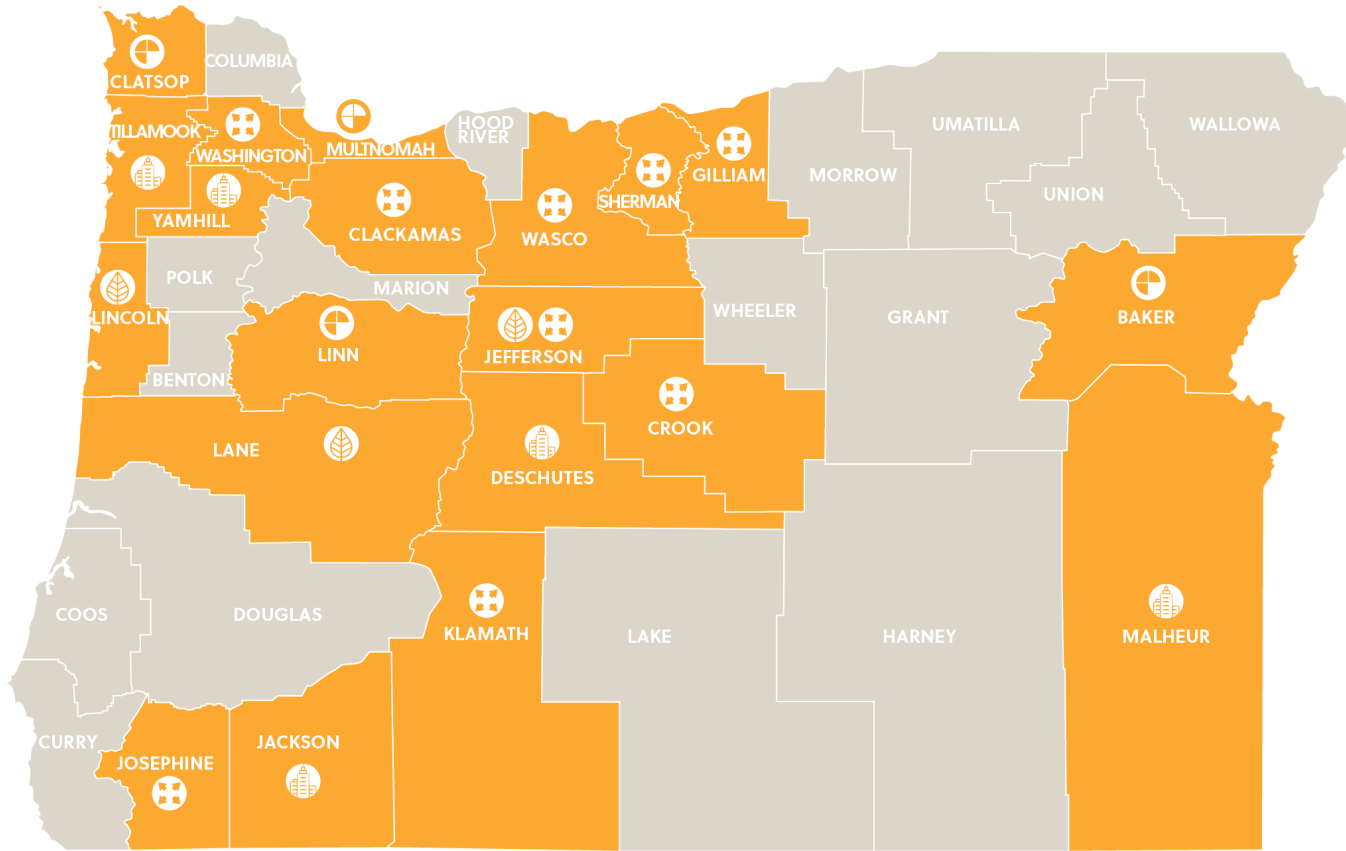 CLATSOP
COLUMBIA
TILLAMOOK
WASHINGTON
MULTNOMAH
HOOD
RIVER
YAMHILL
CLACKAMAS
WASCO
SHERMAN
GILLIAM
MORROW
UMATILLA
UNION
WALLOWA
POLK
MARION
LINCOLN
BENTON
LINN
JEFFERSON
WHEELER
GRANT
BAKER
LANE
DESCHUTES
CROOK
COOS
DOUGLAS
KLAMATH
LAKE
HARNEY
MALHEUR
CURRY
JOSEPHINE
JACKSON